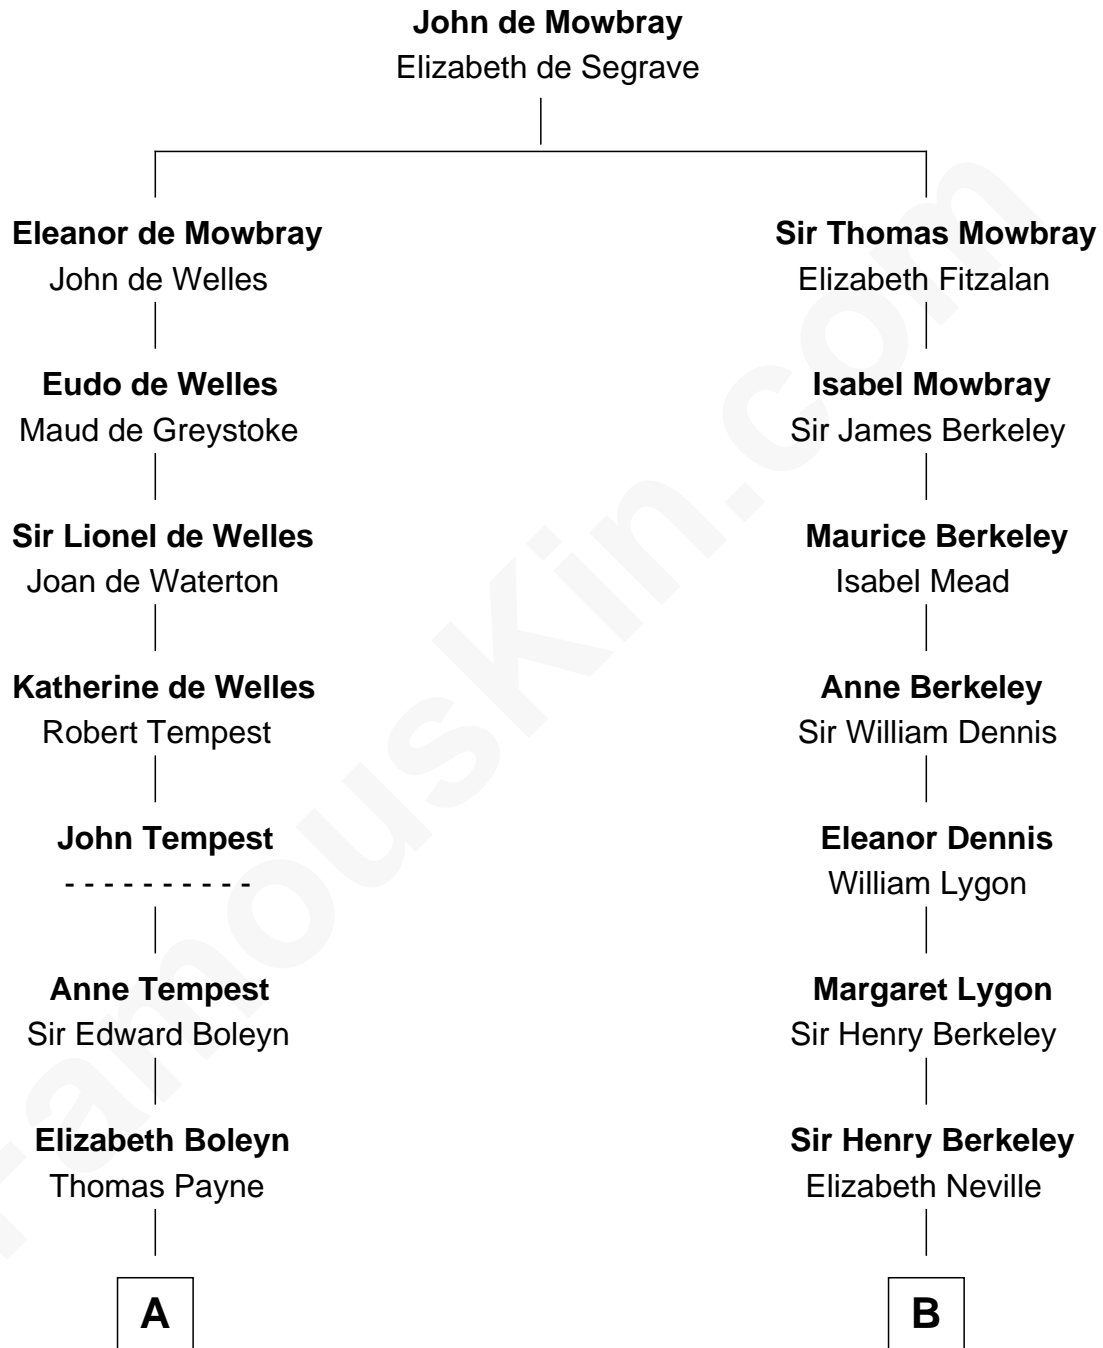 John de Mowbray
Elizabeth de Segrave
Eleanor de Mowbray
John de Welles
Eudo de Welles
Maud de Greystoke
Sir Lionel de Welles
Joan de Waterton
Katherine de Welles
Robert Tempest
John Tempest
- - - - - - - - - -
Anne Tempest
Sir Edward Boleyn
Elizabeth Boleyn
Thomas Payne
A
Sir Thomas Mowbray
Elizabeth Fitzalan
Isabel Mowbray
Sir James Berkeley
Maurice Berkeley
Isabel Mead
Anne Berkeley
Sir William Dennis
Eleanor Dennis
William Lygon
Margaret Lygon
Sir Henry Berkeley
Sir Henry Berkeley
Elizabeth Neville
B
FamousKin.com